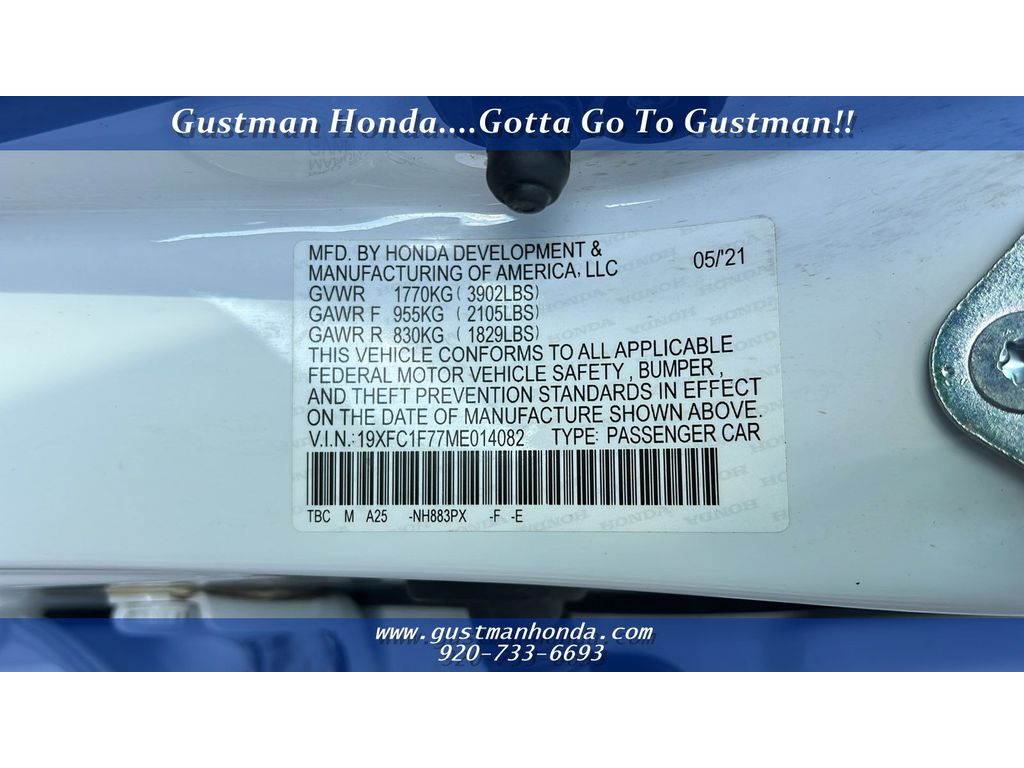 Gustman Honda....Gotta Go To Gustman!!
MFD. BY HONDA DEVELOPMENT &
MANUFACTURING OF AMERICA, LLC 05/'21
GVWR 1770KG ( 3902LBS)
GAWR F 955KG ( 2105LBS)
GAWR R 830KG ( 1829LBS)
THIS VEHICLE CONFORMS TO ALL APPLICABLE
FEDERAL MOTOR VEHICLE SAFETY , BUMPER ,
AND THEFT PREVENTION STANDARDS IN EFFECT
ON THE DATE OF MANUFACTURE SHOWN ABOVE.
V.I.N.: 19XFC1F77ME014082 TYPE: PASSENGER CAR
TBC M A25 -NH883PX -F -E
www.gustmanhonda.com
920-733-6693